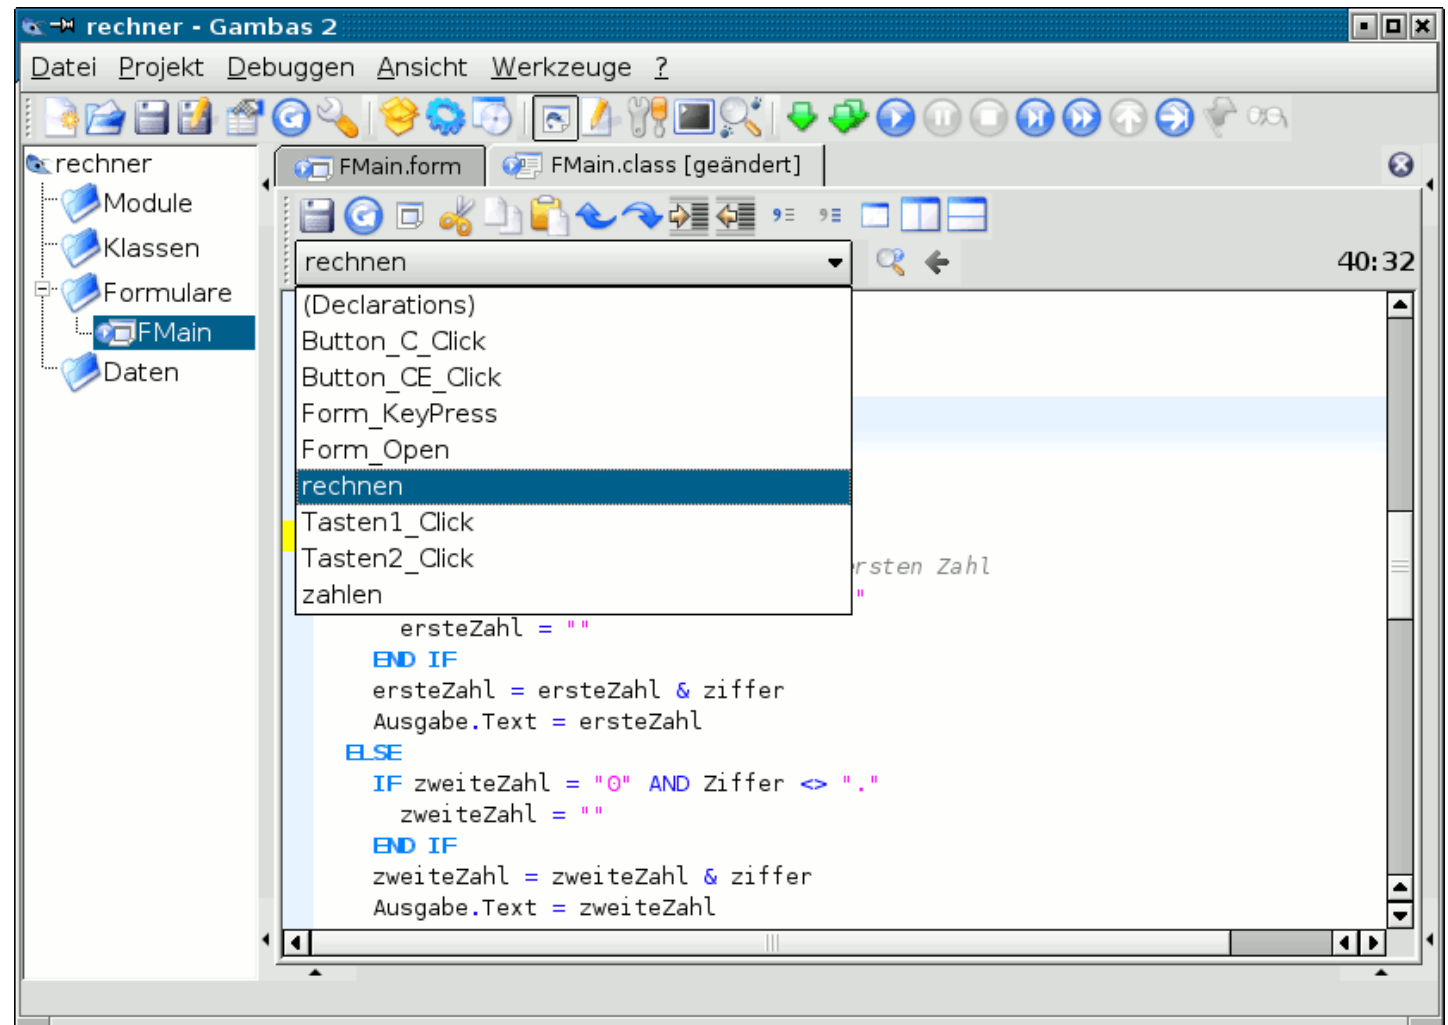 rechner - Gambas 2
Datei Projekt Debuggen Ansicht Werkzeuge ?
rechner
Module
Klassen
Formulare
FMain
Daten
FMain.form
FMain.class [geändert]
rechnen
40:32
(Declarations)
Button_C_Click
Button_CE_Click
Form_KeyPress
Form_Open
rechnen
Tasten1_Click
Tasten2_Click
zahlen
rsten Zahl
"
ersteZahl = ""
END IF
ersteZahl = ersteZahl & ziffer
Ausgabe.Text = ersteZahl
ELSE
IF zweiteZahl = "0" AND Ziffer <> "."
zweiteZahl = ""
END IF
zweiteZahl = zweiteZahl & ziffer
Ausgabe.Text = zweiteZahl